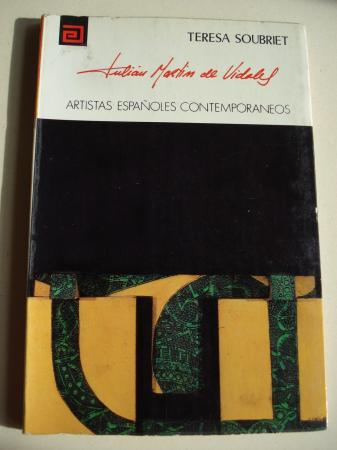 TERESA SOUBRIET
Julián Martín de Vidales
ARTISTAS ESPAÑOLES CONTEMPORANEOS